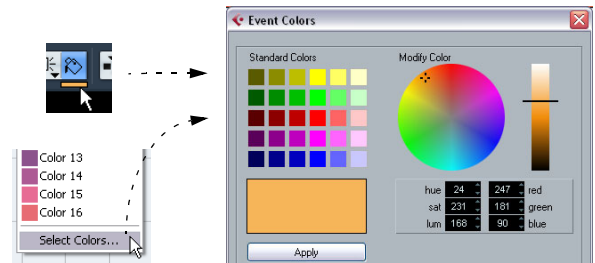 Event Colors
Standard Colors
Modify Color
Color 13
Color 14
Color 15
Color 16
Select Colors...
hue 24 247 red
sat 231 181 green
lum 168 90 blue
Apply